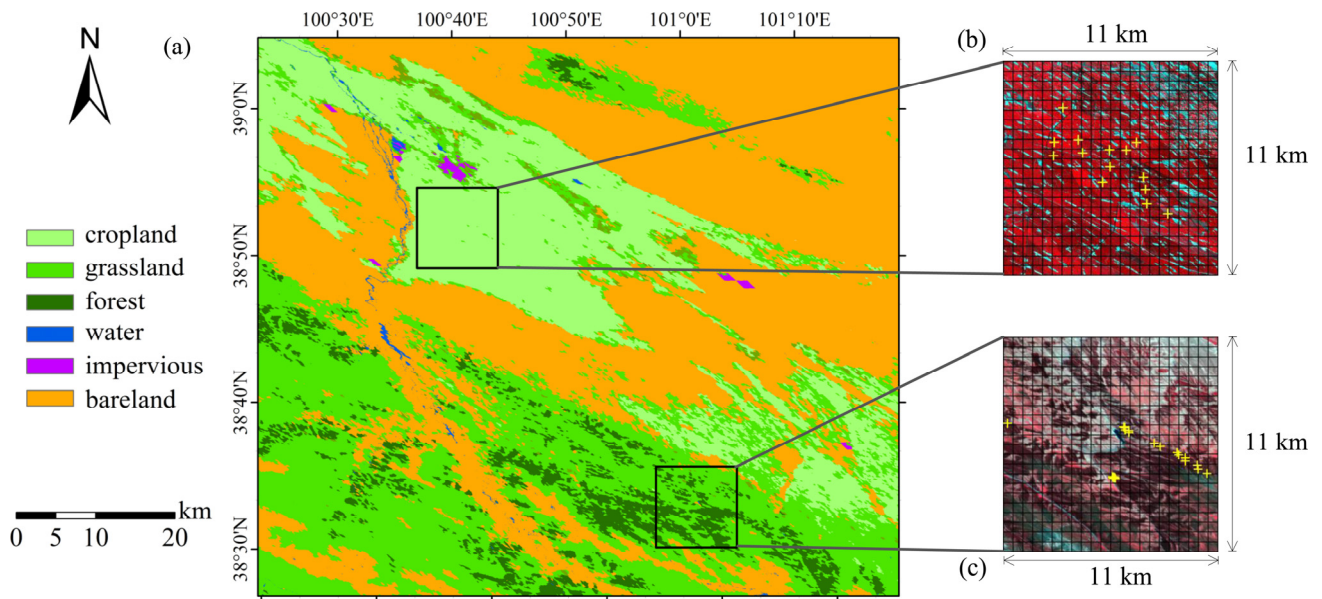 N
(a)
100°30'E 100°40'E 100°50'E 101°0'E 101°10'E
39°0'N
38°50'N
38°40'N
38°30'N
cropland
grassland
forest
water
impervious
bareland
km
0 5 10 20
(b)
11 km
11 km
11 km
(c)
11 km